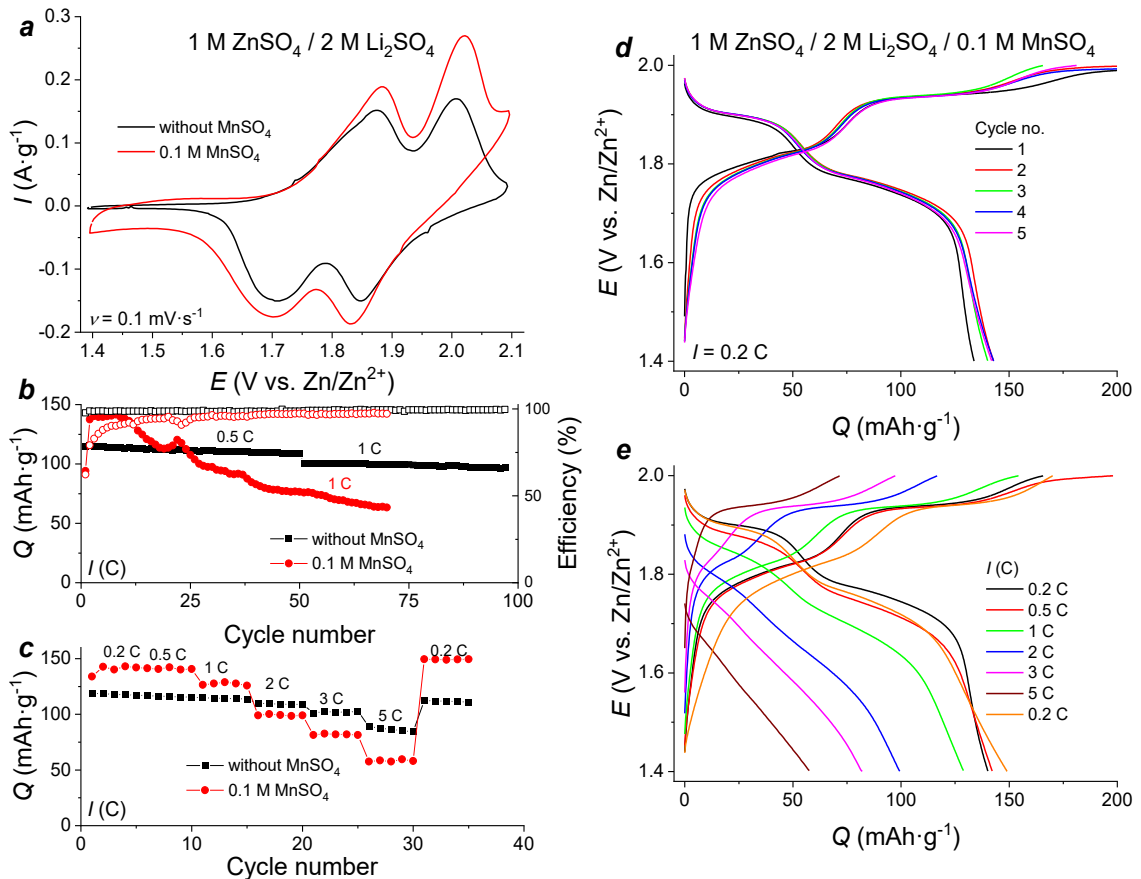 a
1 M ZnSO₄ / 2 M Li₂SO₄
without MnSO₄
0.1 M MnSO₄
0.3
0.2
0.1
0.0
-0.1
-0.2
I (A·g⁻¹)
ν = 0.1 mV·s⁻¹
1.4 1.5 1.6 1.7 1.8 1.9 2.0 2.1
E (V vs. Zn/Zn²⁺)
b
150
125
100
75
50
25
0
Q (mAh·g⁻¹)
0.5 C
1 C
1 C
without MnSO₄
0.1 M MnSO₄
I (C)
100
50
0
Efficiency (%)
0 25 50 75 100
Cycle number
c
150
100
50
0
Q (mAh·g⁻¹)
0.2 C
0.5 C
1 C
2 C
3 C
5 C
0.2 C
without MnSO₄
0.1 M MnSO₄
I (C)
0 10 20 30 40
Cycle number
d
1 M ZnSO₄ / 2 M Li₂SO₄ / 0.1 M MnSO₄
2.0
1.8
1.6
1.4
E (V vs. Zn/Zn²⁺)
Cycle no.
1
2
3
4
5
I = 0.2 C
0 50 100 150 200
Q (mAh·g⁻¹)
e
2.0
1.8
1.6
1.4
E (V vs. Zn/Zn²⁺)
I (C)
0.2 C
0.5 C
1 C
2 C
3 C
5 C
0.2 C
0 50 100 150 200
Q (mAh·g⁻¹)